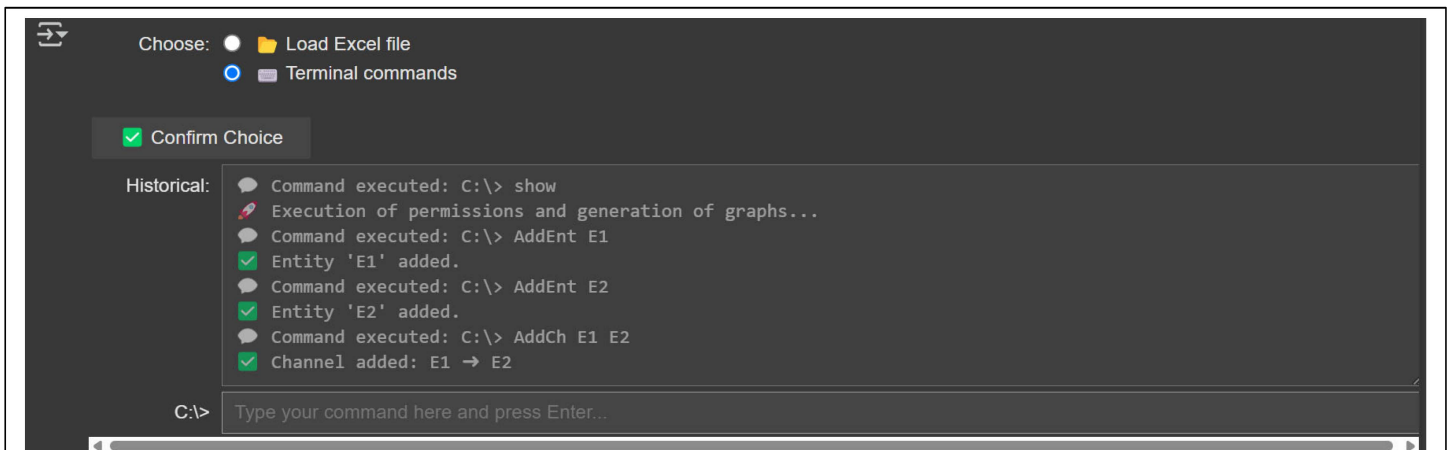 Choose: 📂 Load Excel file
⌨️ Terminal commands
✅ Confirm Choice
Historical:
💬 Command executed: C:\> show
🚀 Execution of permissions and generation of graphs...
💬 Command executed: C:\> AddEnt E1
✅ Entity 'E1' added.
💬 Command executed: C:\> AddEnt E2
✅ Entity 'E2' added.
💬 Command executed: C:\> AddCh E1 E2
✅ Channel added: E1 → E2
C:\> Type your command here and press Enter...